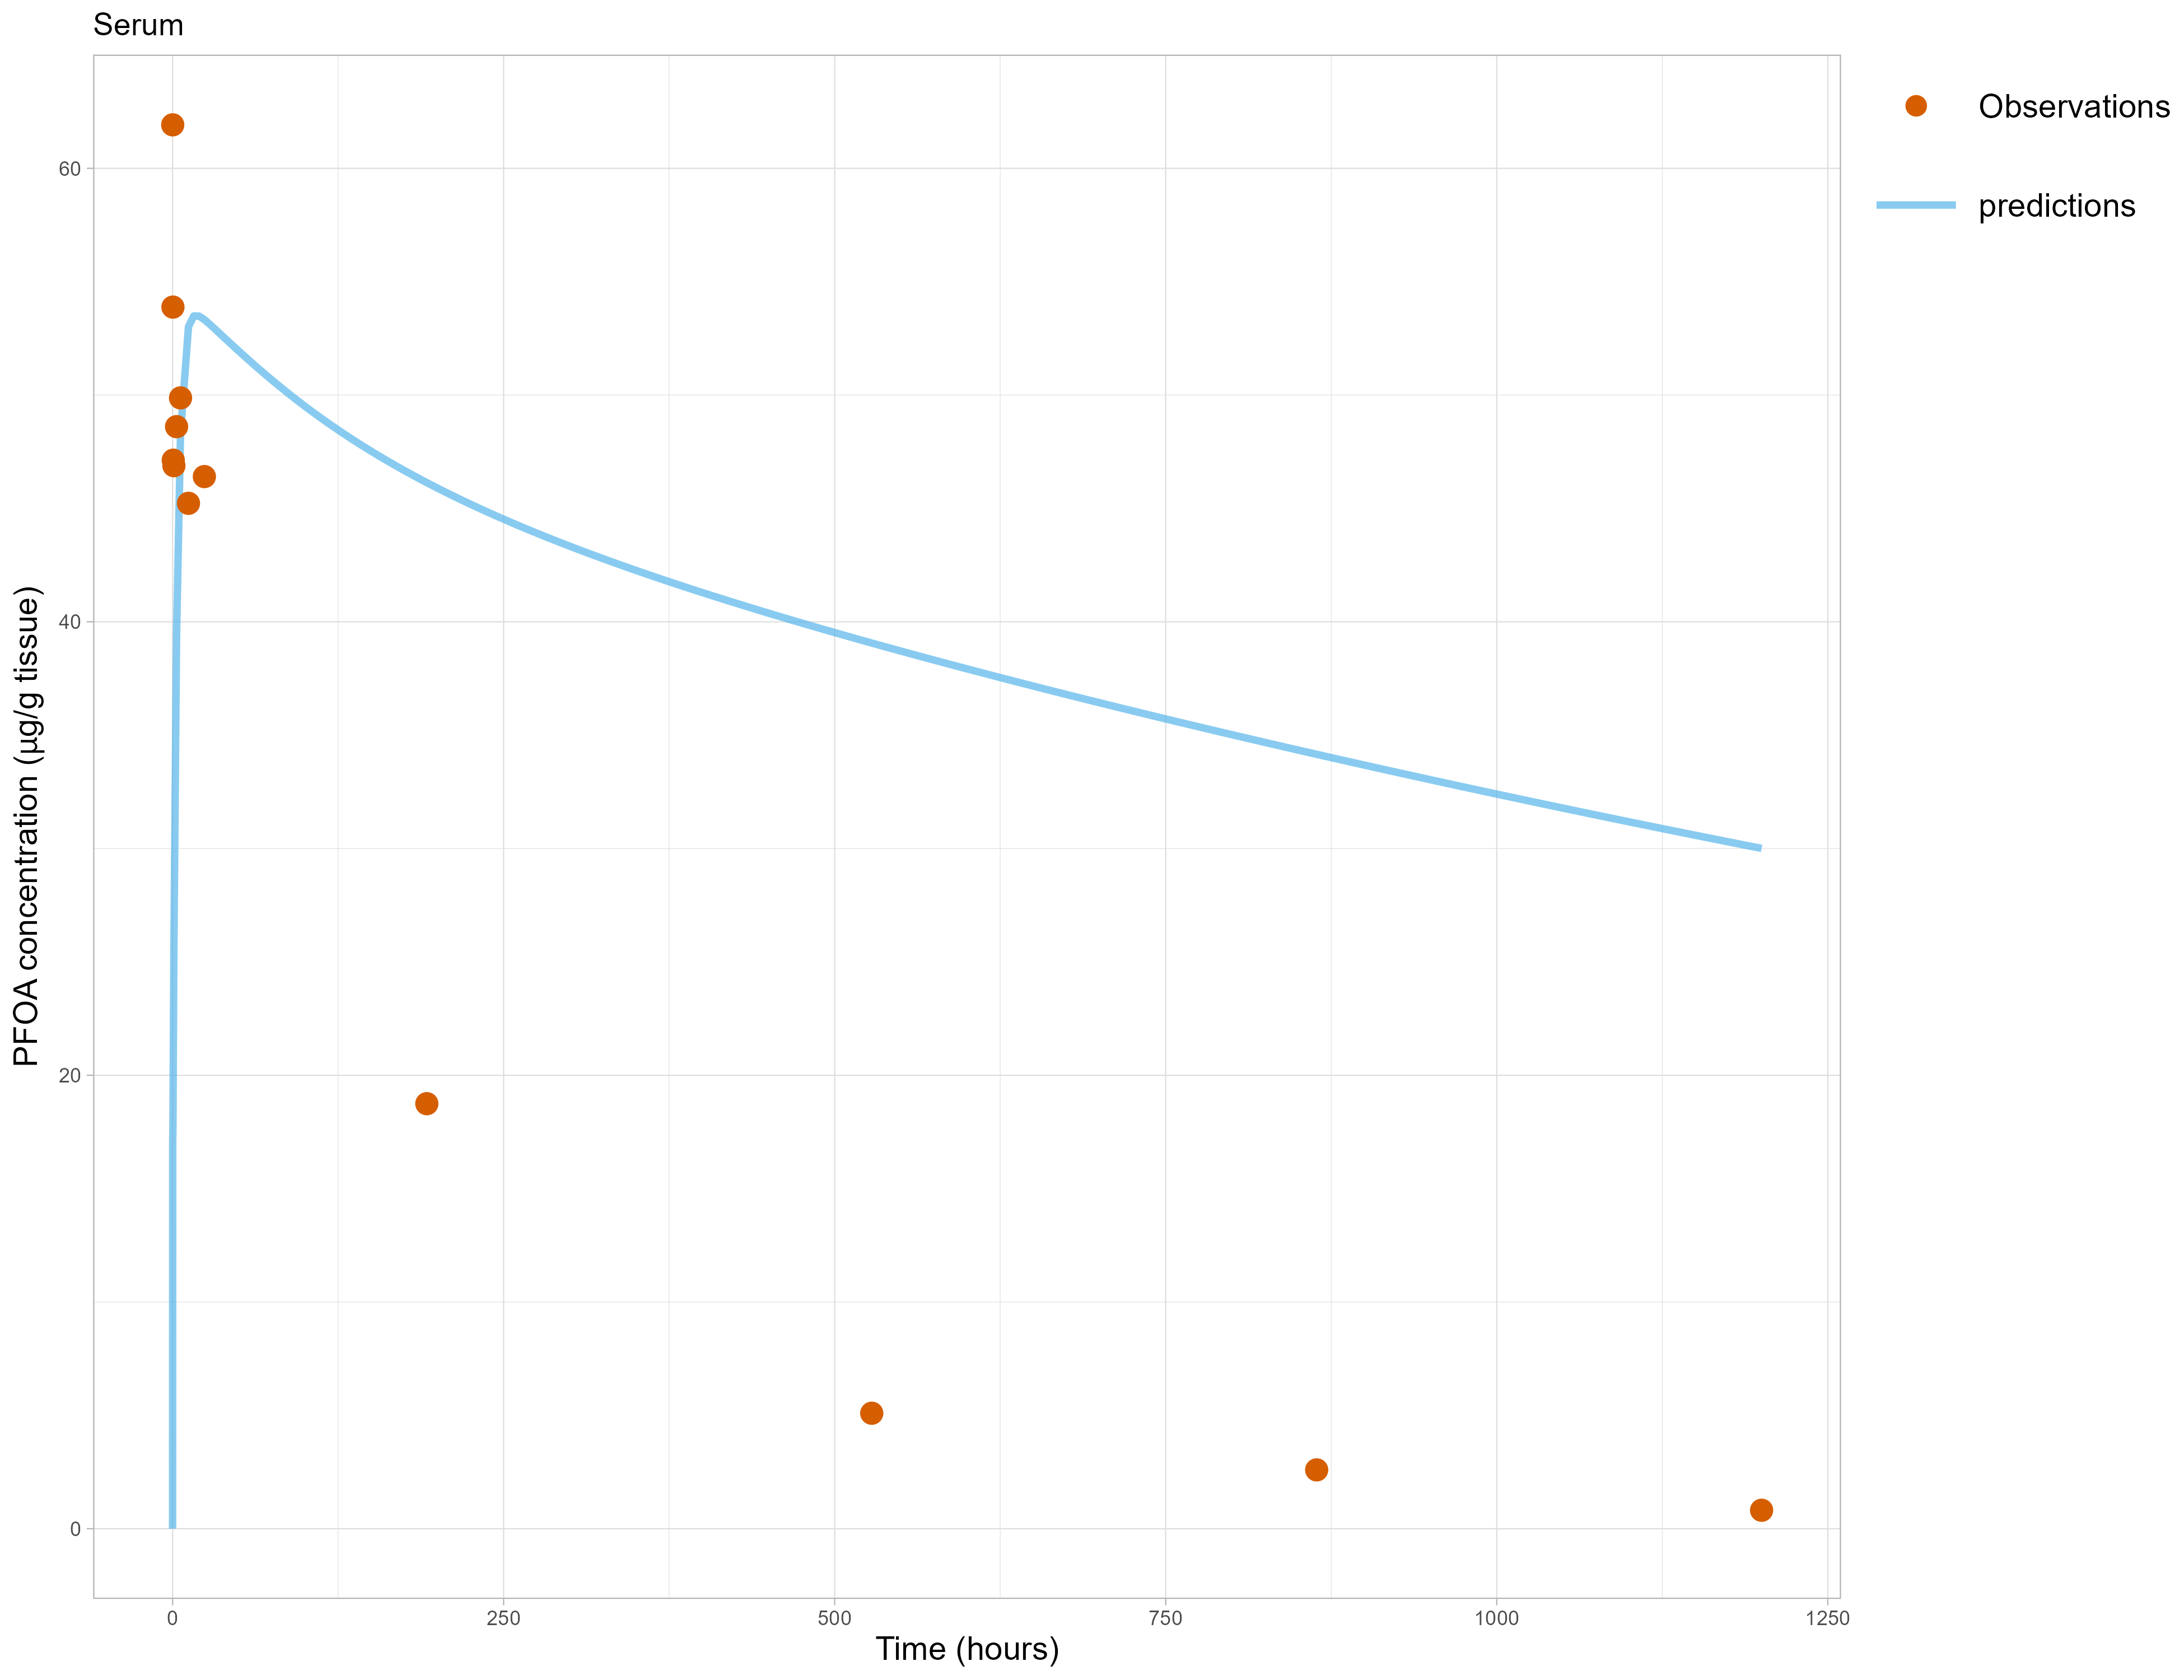 Serum
Observations
predictions
PFOA concentration (µg/g tissue)
60
40
20
0
0 250 500 750 1000 1250
Time (hours)